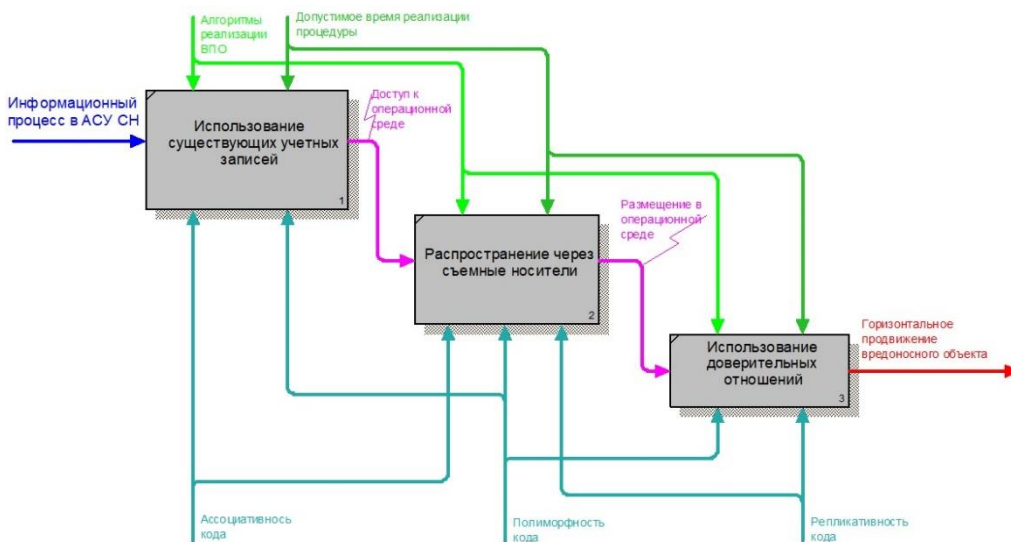 Алгоритмы
реализации
ВПО
Допустимое время реализации
процедуры
Информационный
процесс в АСУ СН
Использование
существующих учетных
записей
1
Доступ к
операционной
среде
Распространение через
съемные носители
2
Размещение в
операционной
среде
Использование
доверительных
отношений
3
Горизонтальное
продвижение
вредоносного объекта
Ассоциативнось
кода
Полиморфность
кода
Репликативность
кода